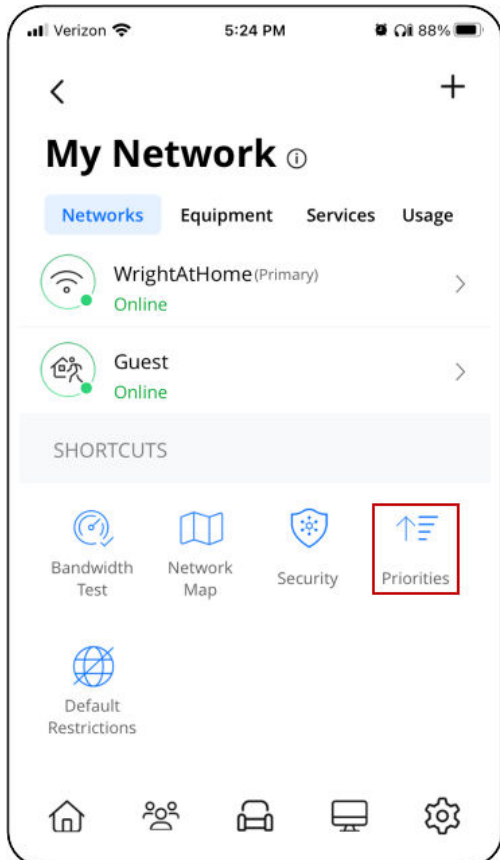 Verizon 5:24 PM 88%
My Network
Networks Equipment Services Usage
WrightAtHome (Primary)
Online
Guest
Online
SHORTCUTS
Bandwidth Test
Network Map
Security
Priorities
Default
Restrictions